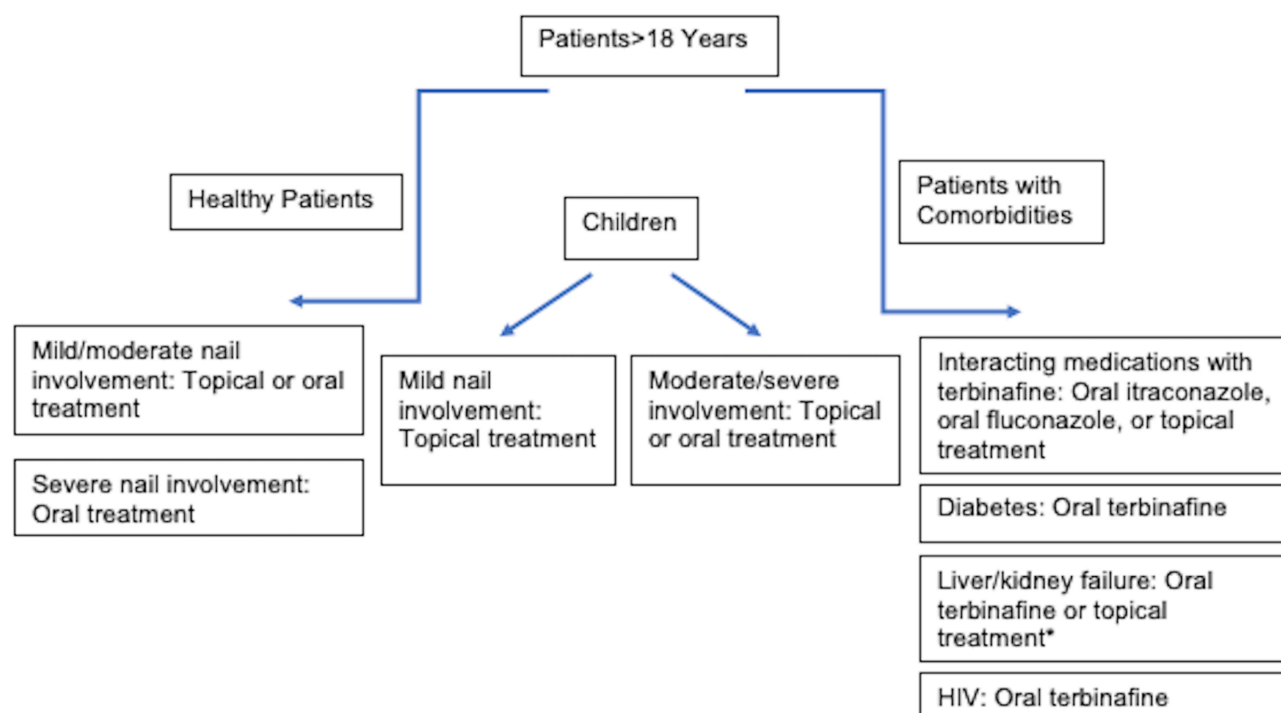 Patients>18 Years
Healthy Patients
Patients with
Comorbidities
Children
Mild/moderate nail
involvement: Topical or oral
treatment
Severe nail involvement:
Oral treatment
Mild nail
involvement:
Topical treatment
Moderate/severe
involvement: Topical
or oral treatment
Interacting medications with
terbinafine: Oral itraconazole,
oral fluconazole, or topical
treatment
Diabetes: Oral terbinafine
Liver/kidney failure: Oral
terbinafine or topical
treatment*
HIV: Oral terbinafine